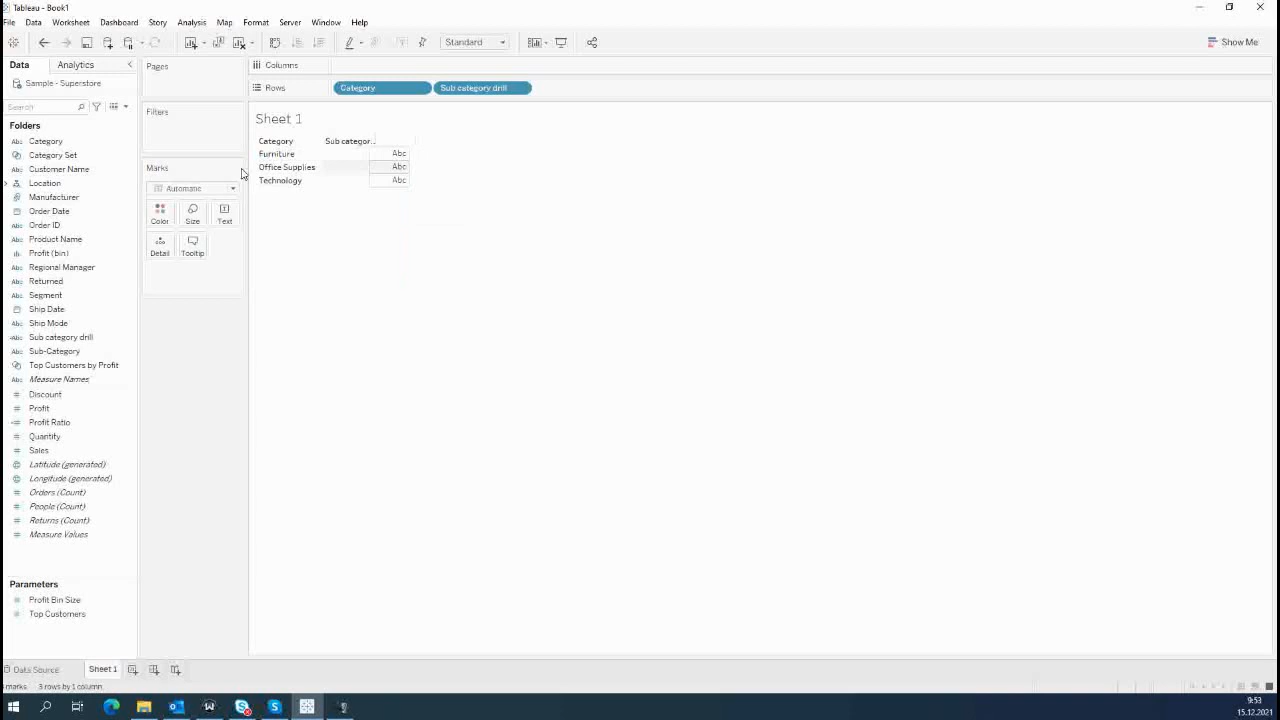 Tableau - Book1
File Data Worksheet Dashboard Story Analysis Map Format Server Window Help
Standard
Show Me
Data Analytics
Pages
Columns
Sample - Superstore
Rows Category Sub category drill
Search
Filters
Folders
Sheet 1
Category
Category Sub categor..
Category Set
Furniture Abc
Customer Name
Marks
Office Supplies Abc
Location
Automatic
Technology Abc
Manufacturer
Order Date
Color Size Text
Order ID
Product Name
Detail Tooltip
Profit (bin)
Regional Manager
Returned
Segment
Ship Date
Ship Mode
Sub category drill
Sub-Category
Top Customers by Profit
Measure Names
Discount
Profit
Profit Ratio
Quantity
Sales
Latitude (generated)
Longitude (generated)
Orders (Count)
People (Count)
Returns (Count)
Measure Values
Parameters
Profit Bin Size
Top Customers
Data Source Sheet 1
marks 3 rows by 1 column
9:53
15.12.2021